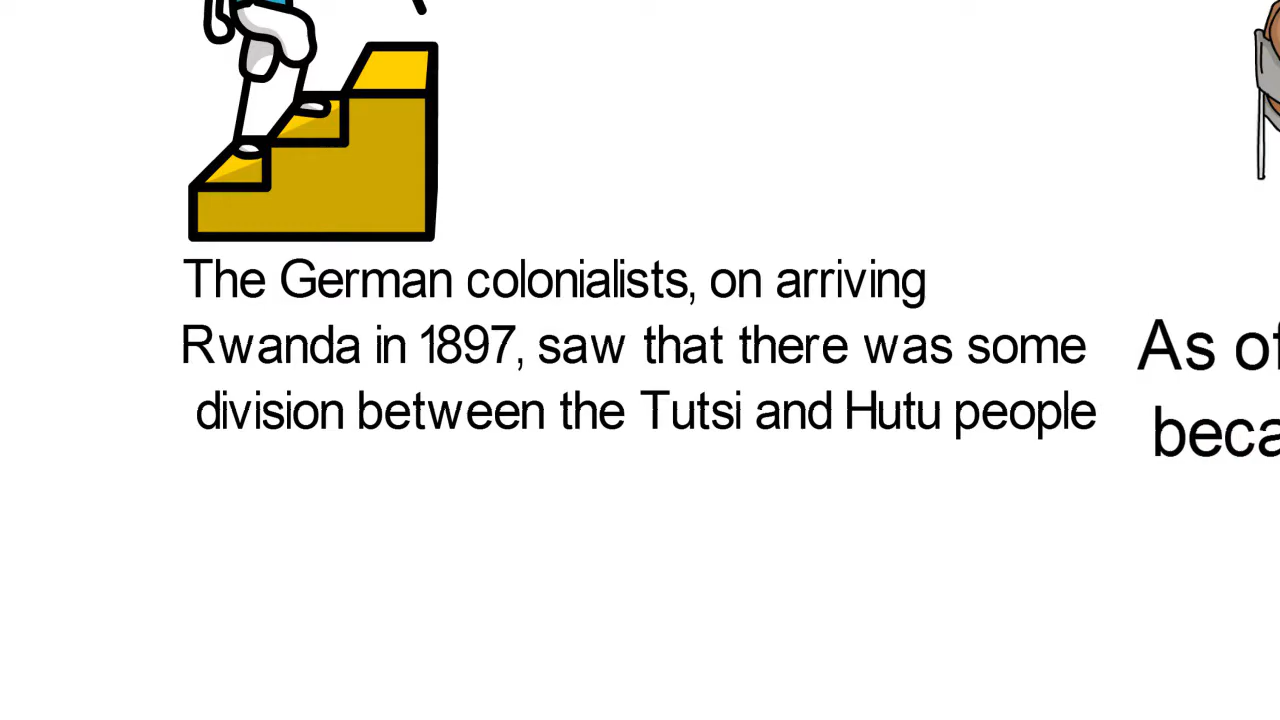 The German colonialists, on arriving
Rwanda in 1897, saw that there was some
division between the Tutsi and Hutu people
As